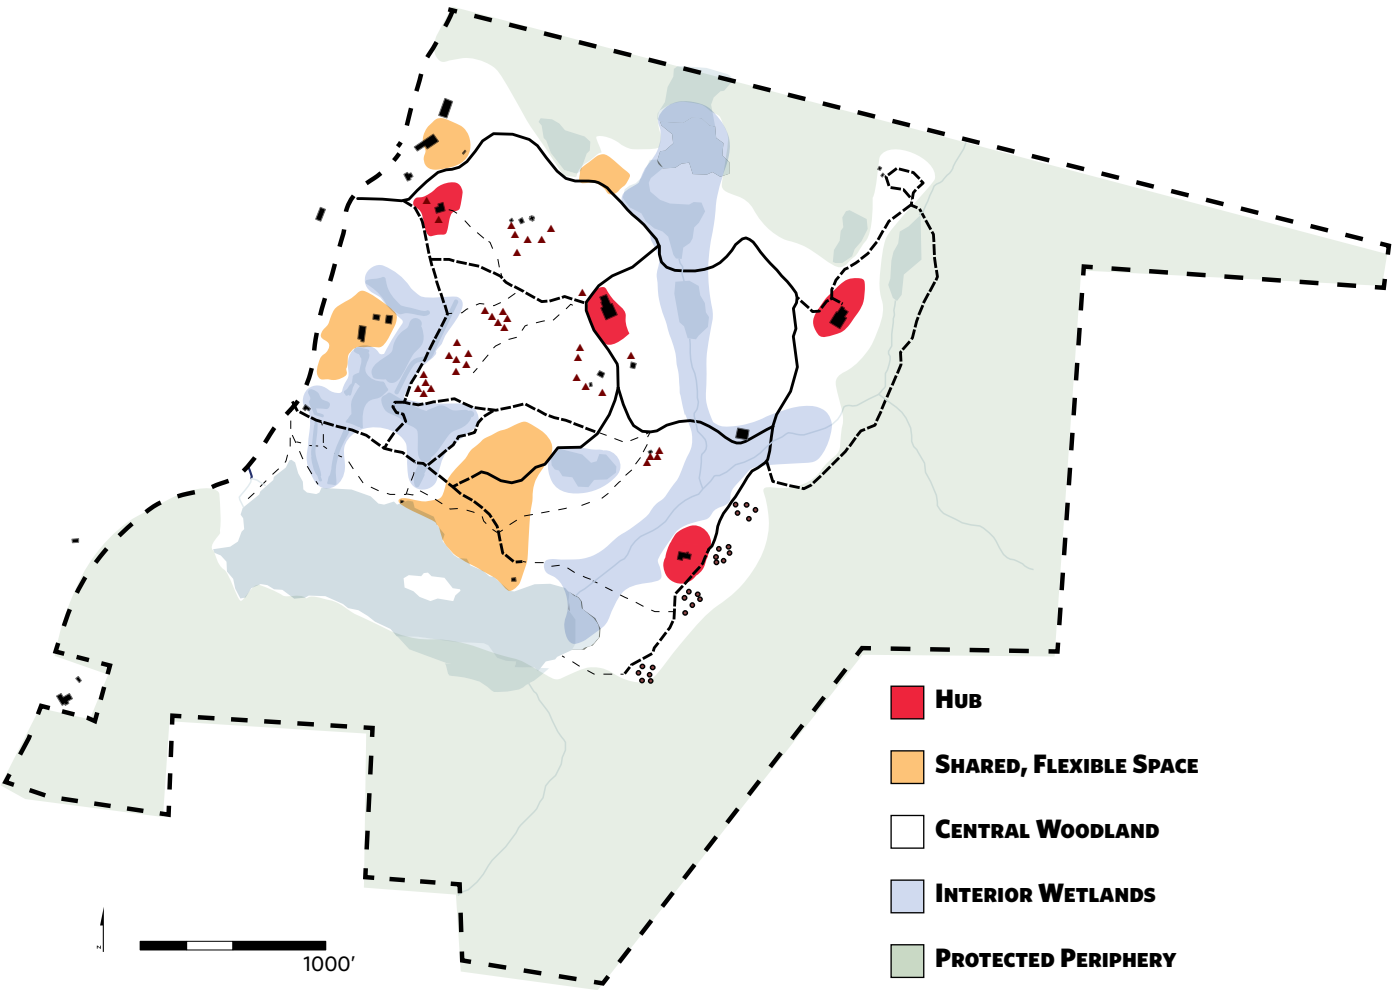 HUB
SHARED, FLEXIBLE SPACE
CENTRAL WOODLAND
INTERIOR WETLANDS
PROTECTED PERIPHERY
N
1000'